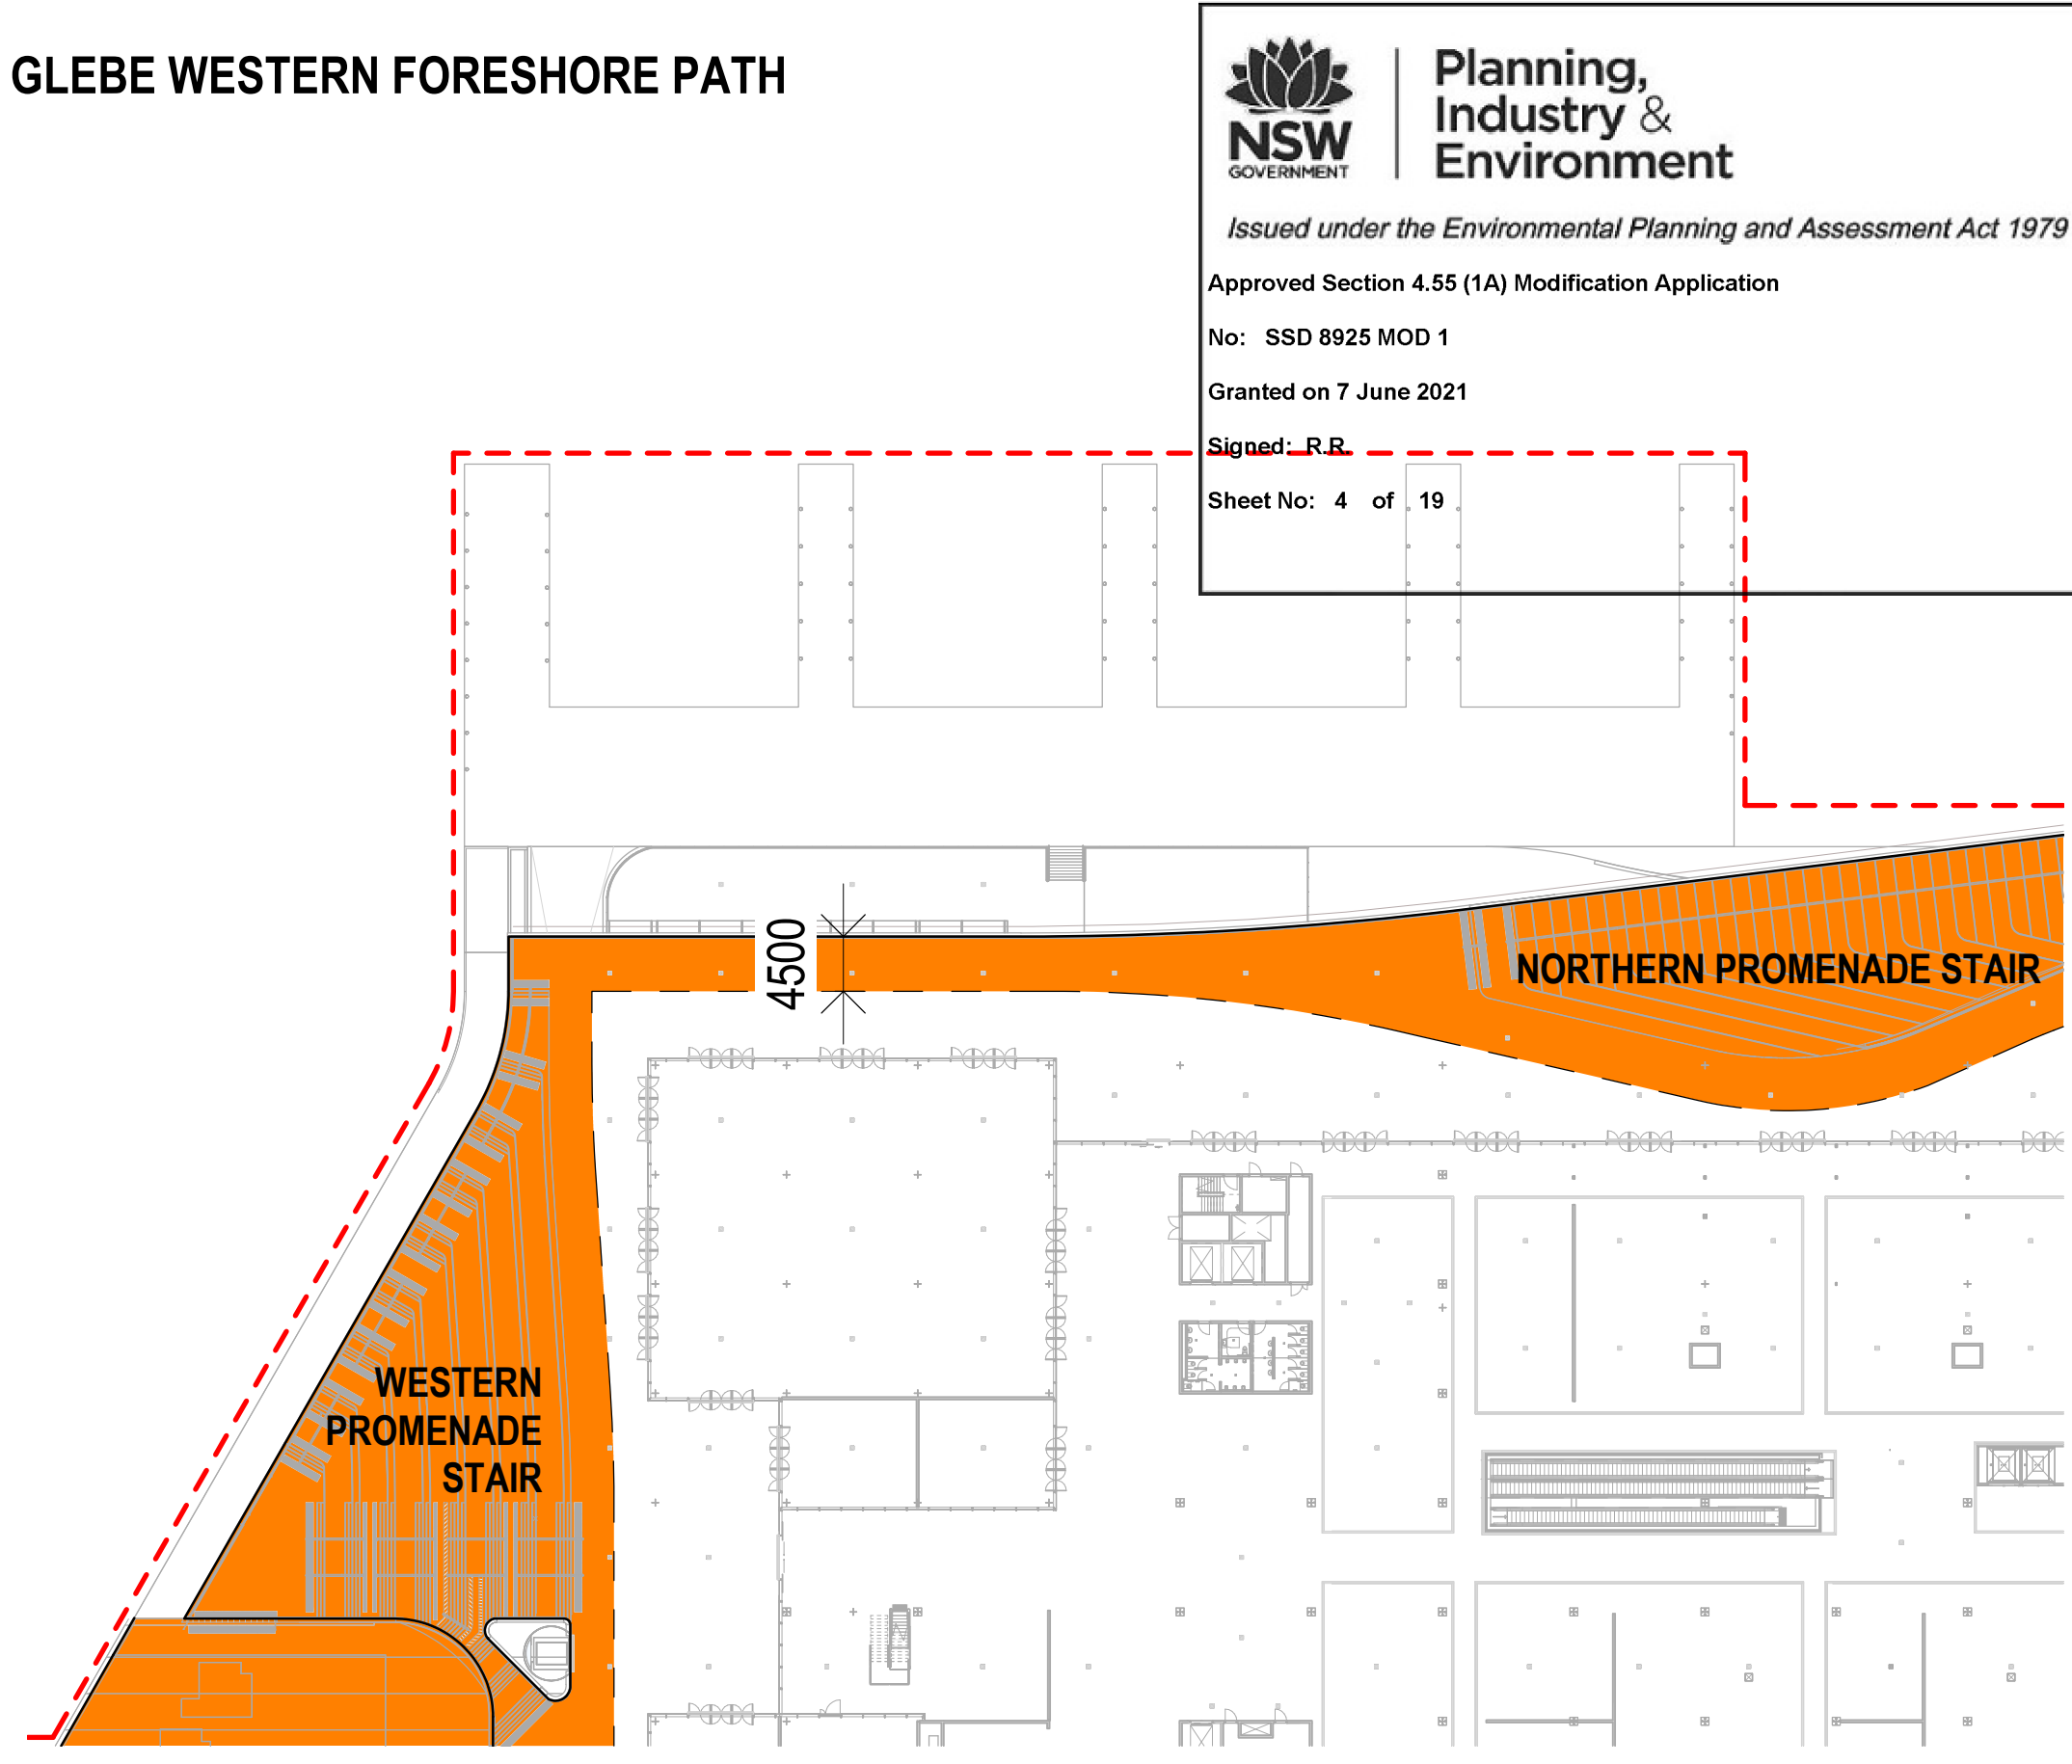 GLEBE WESTERN FORESHORE PATH
NSW
GOVERNMENT
Planning,
Industry &
Environment
Issued under the Environmental Planning and Assessment Act 1979
Approved Section 4.55 (1A) Modification Application
No: SSD 8925 MOD 1
Granted on 7 June 2021
Signed: R.R.
Sheet No: 4 of 19
4500
NORTHERN PROMENADE STAIR
WESTERN
PROMENADE
STAIR